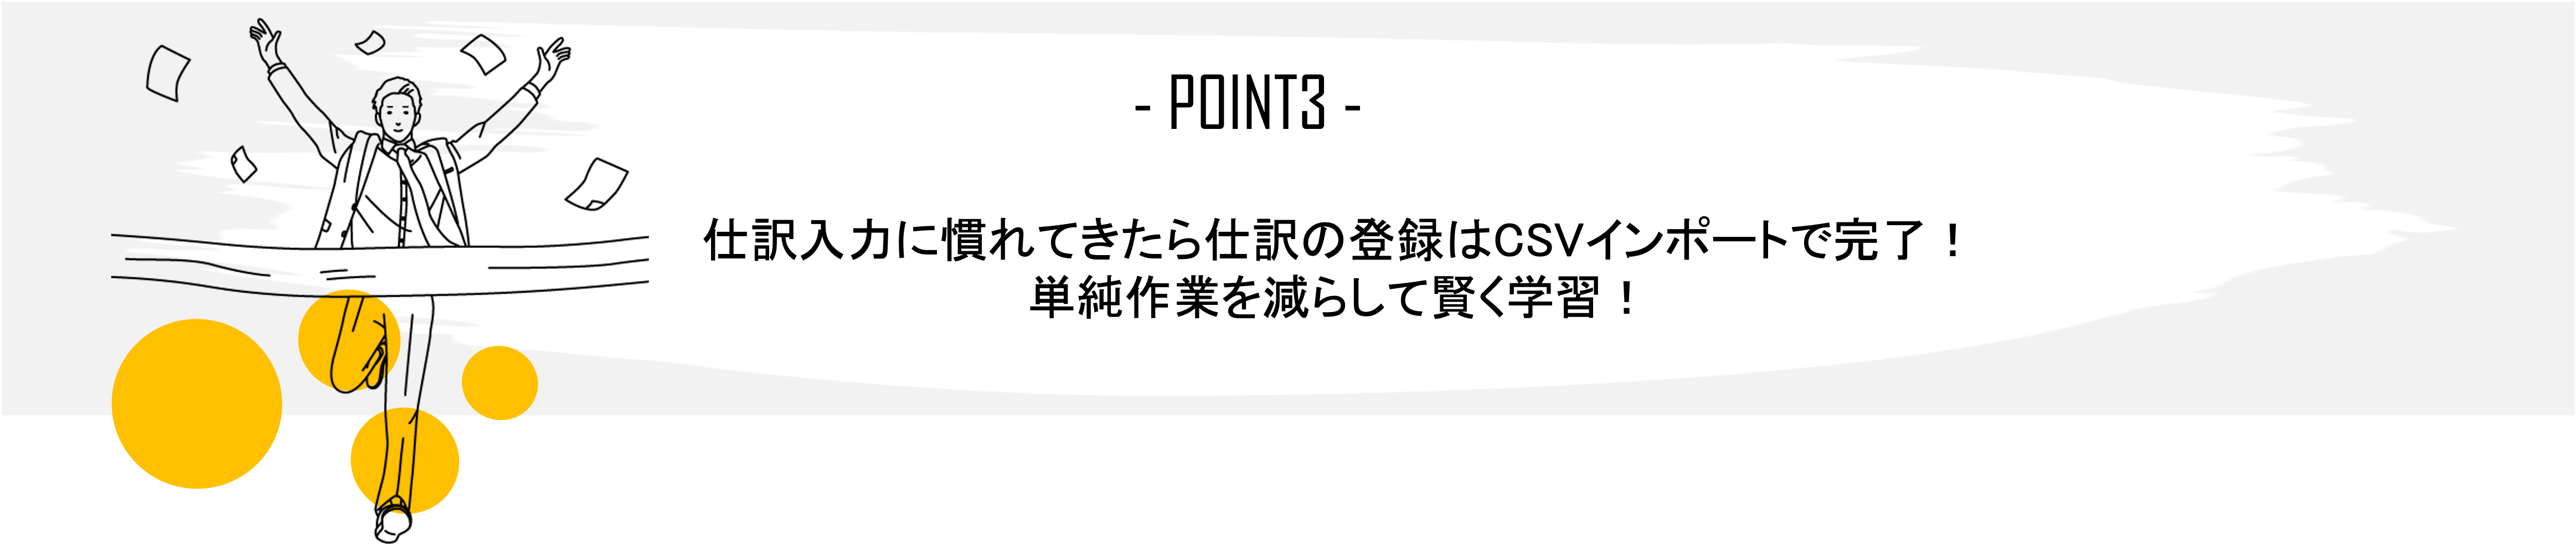 - POINT3 -
仕訳入力に慣れてきたら仕訳の登録はCSVインポートで完了！
単純作業を減らして賢く学習！